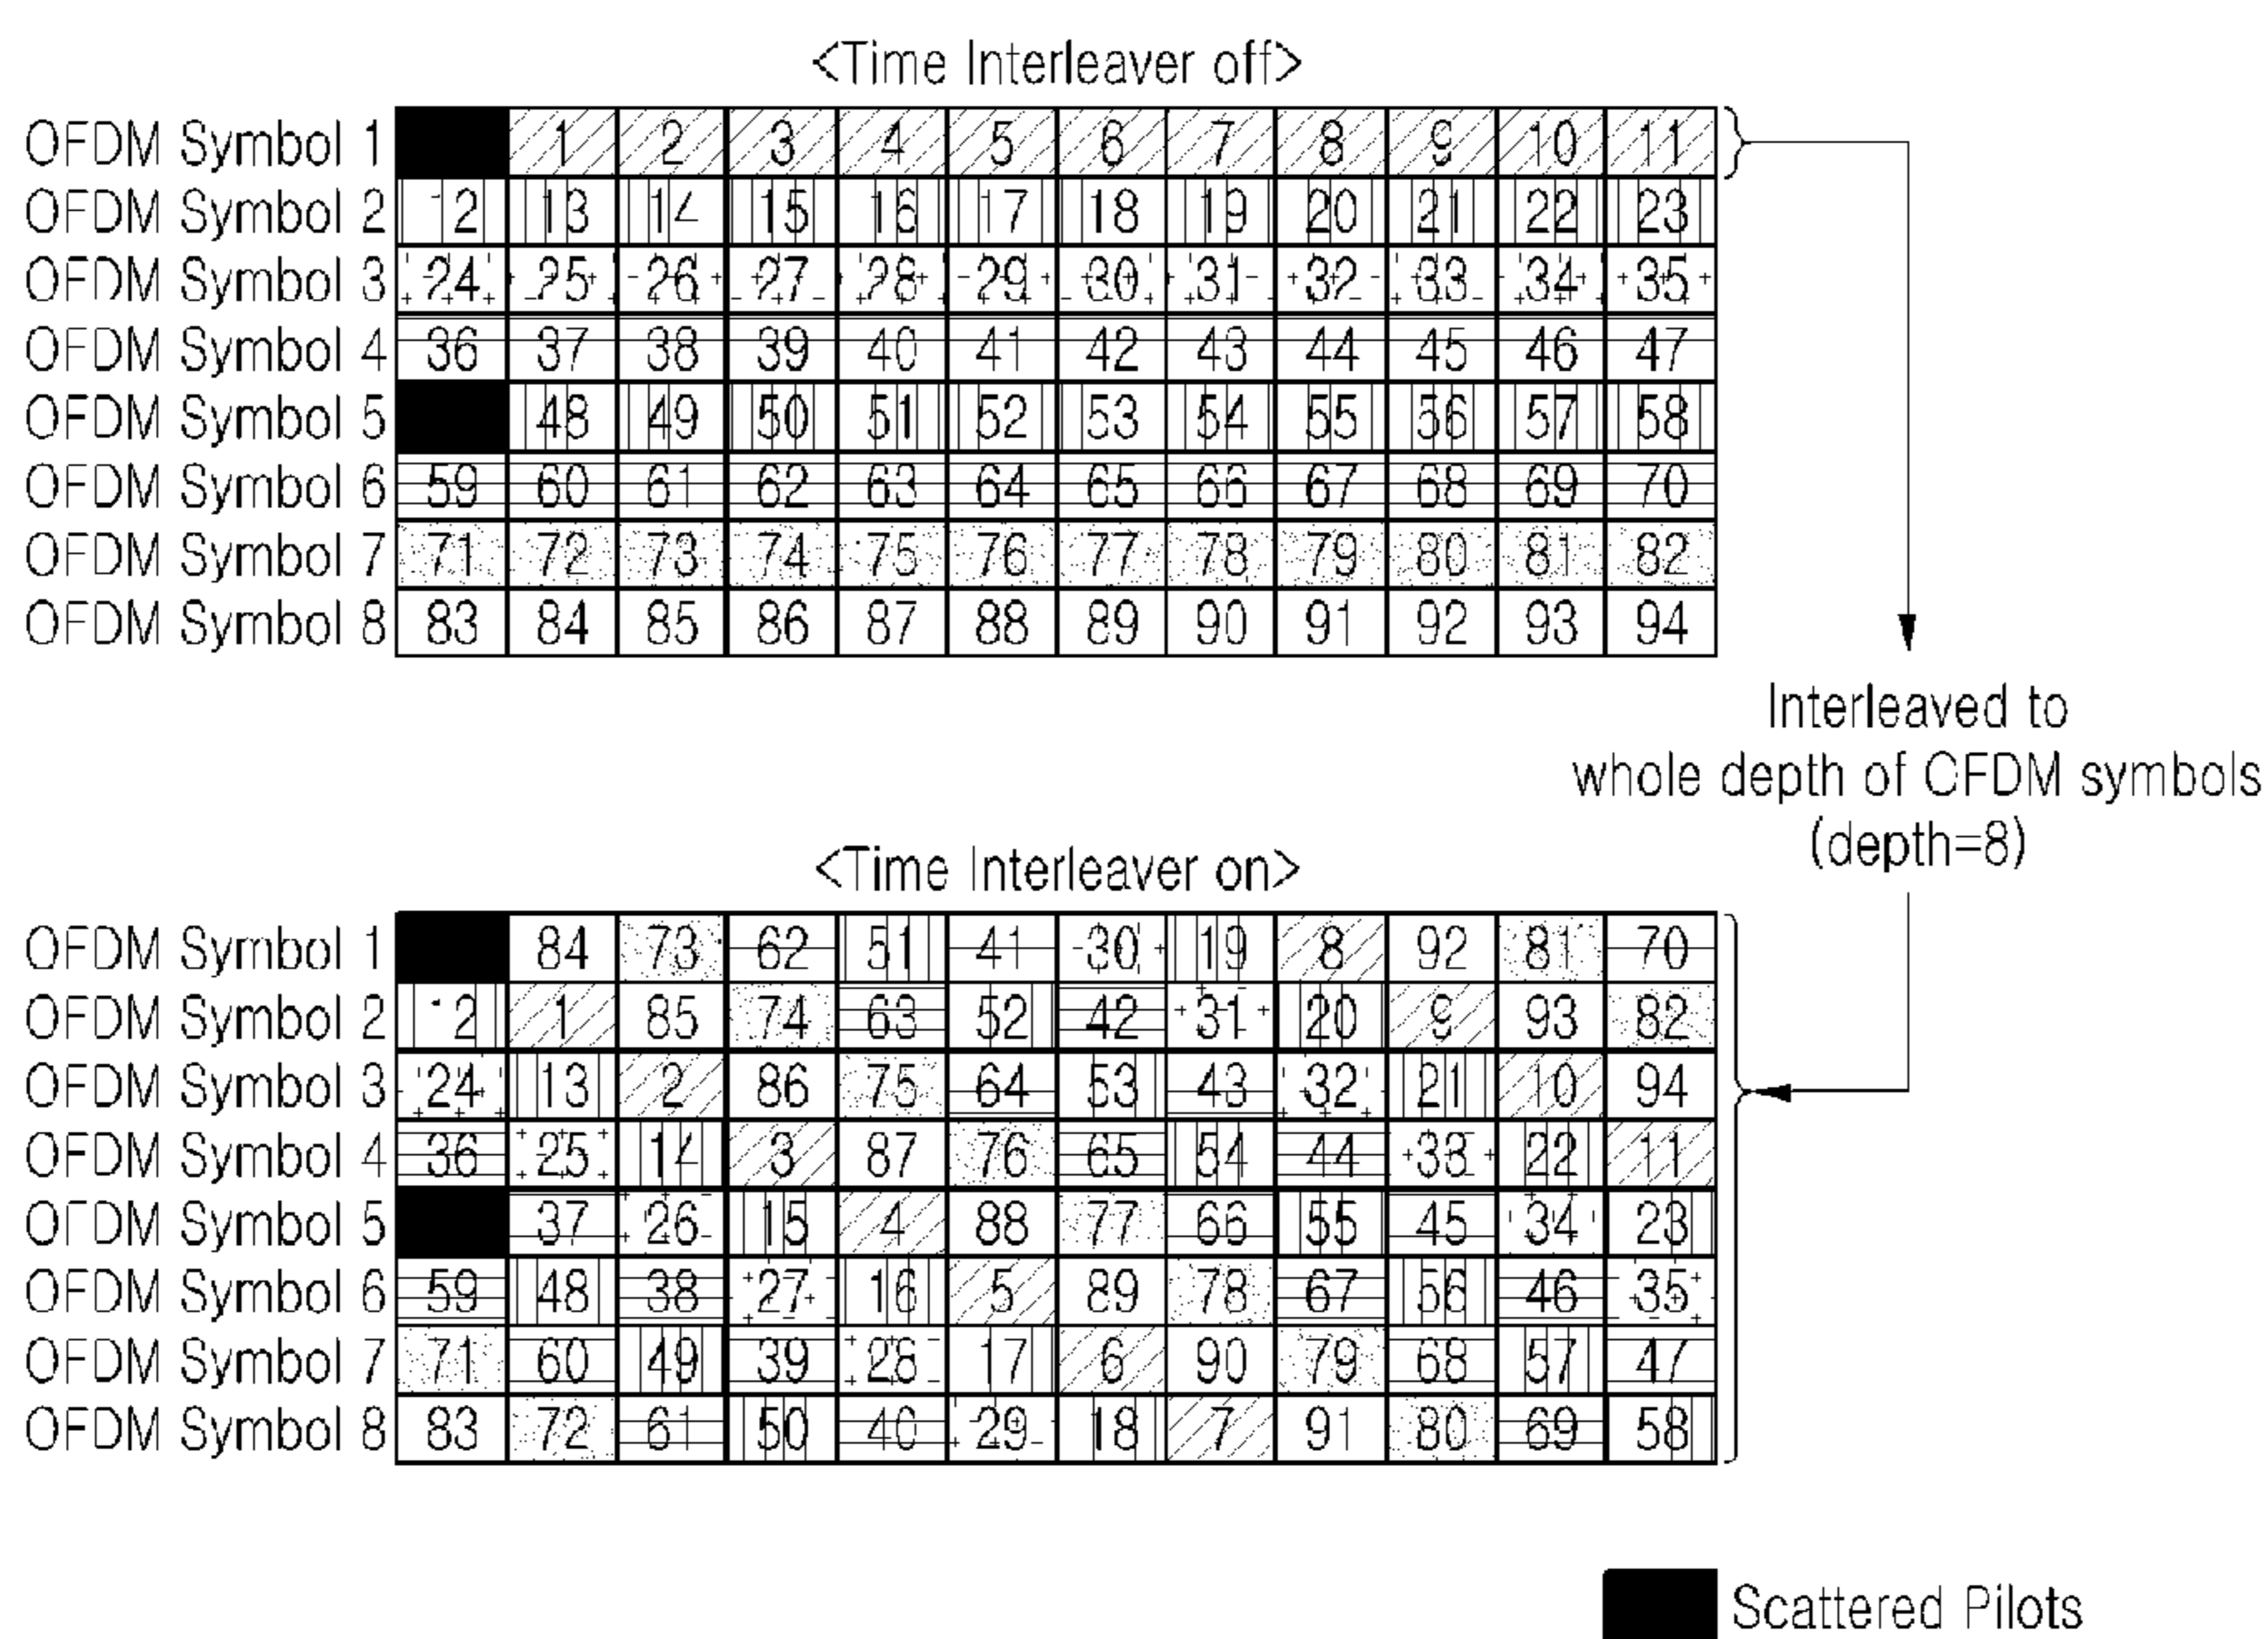 <Time Interleaver off>
OFDM Symbol 1 1 2 3 4 5 6 7 8 9 10 11
OFDM Symbol 2 12 13 14 15 16 17 18 19 20 21 22 23
OFDM Symbol 3 24 25 26 27 28 29 30 31 32 33 34 35
OFDM Symbol 4 36 37 38 39 40 41 42 43 44 45 46 47
OFDM Symbol 5 48 49 50 51 52 53 54 55 56 57 58
OFDM Symbol 6 59 60 61 62 63 64 65 66 67 68 69 70
OFDM Symbol 7 71 72 73 74 75 76 77 78 79 80 81 82
OFDM Symbol 8 83 84 85 86 87 88 89 90 91 92 93 94
Interleaved to
whole depth of OFDM symbols
(depth=8)
<Time Interleaver on>
OFDM Symbol 1 84 73 62 51 41 30 19 8 92 81 70
OFDM Symbol 2 12 1 85 74 63 52 42 31 20 9 93 82
OFDM Symbol 3 24 13 2 86 75 64 53 43 32 21 10 94
OFDM Symbol 4 36 25 14 3 87 76 65 54 44 33 22 11
OFDM Symbol 5 37 26 15 4 88 77 66 55 45 34 23
OFDM Symbol 6 59 48 38 27 16 5 89 78 67 56 46 35
OFDM Symbol 7 71 60 49 39 28 17 6 90 79 68 57 47
OFDM Symbol 8 83 72 61 50 40 29 18 7 91 80 69 58
Scattered Pilots